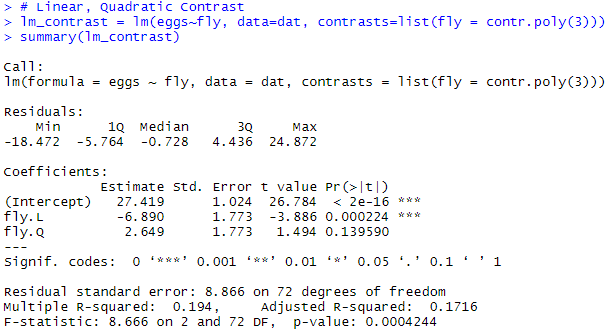 > # Linear, Quadratic Contrast
> lm_contrast = lm(eggs~fly, data=dat, contrasts=list(fly = contr.poly(3)))
> summary(lm_contrast)
Call:
lm(formula = eggs ~ fly, data = dat, contrasts = list(fly = contr.poly(3)))
Residuals:
    Min      1Q  Median      3Q     Max
-18.472  -5.764  -0.728   4.436  24.872
Coefficients:
            Estimate Std. Error t value Pr(>|t|)
(Intercept)   27.419      1.024  26.784  < 2e-16 ***
fly.L         -6.890      1.773  -3.886 0.000224 ***
fly.Q          2.649      1.773   1.494 0.139590
---
Signif. codes:  0 ‘***’ 0.001 ‘**’ 0.01 ‘*’ 0.05 ‘.’ 0.1 ‘ ’ 1
Residual standard error: 8.866 on 72 degrees of freedom
Multiple R-squared:  0.194,     Adjusted R-squared:  0.1716
F-statistic: 8.666 on 2 and 72 DF,  p-value: 0.0004244